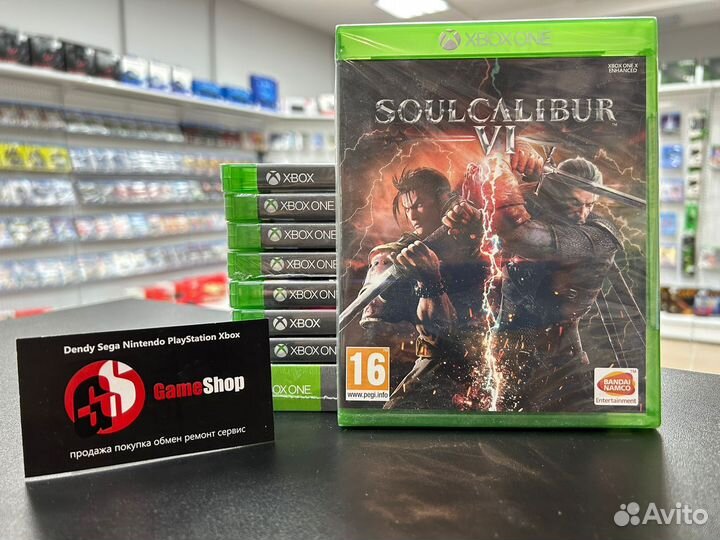 XBOX ONE
XBOX ONE X
ENHANCED
SOULCALIBUR
VI
16
www.pegi.info
BANDAI
NAMCO
Entertainment
XBOX
XBOX ONE
XBOX ONE
XBOX ONE
XBOX ONE
XBOX
XBOX ONE
BOX ONE
Dendy Sega Nintendo PlayStation Xbox
GS
GameShop
продажа покупка обмен ремонт сервис
Avito